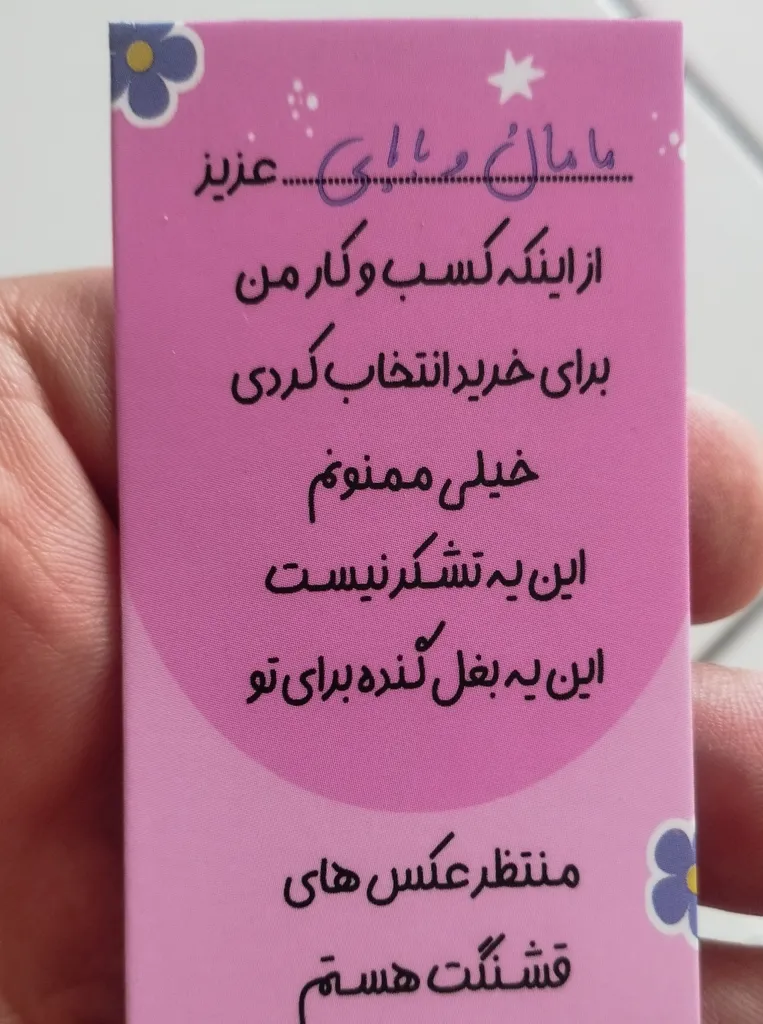 مامان و بابایی عزیز
از اینکه کسب و کار من
برای خرید انتخاب کردی
خیلی ممنونم
این یه تشکر نیست
این یه بغل گنده برای تو
منتظر عکس های
قشنگت هستم